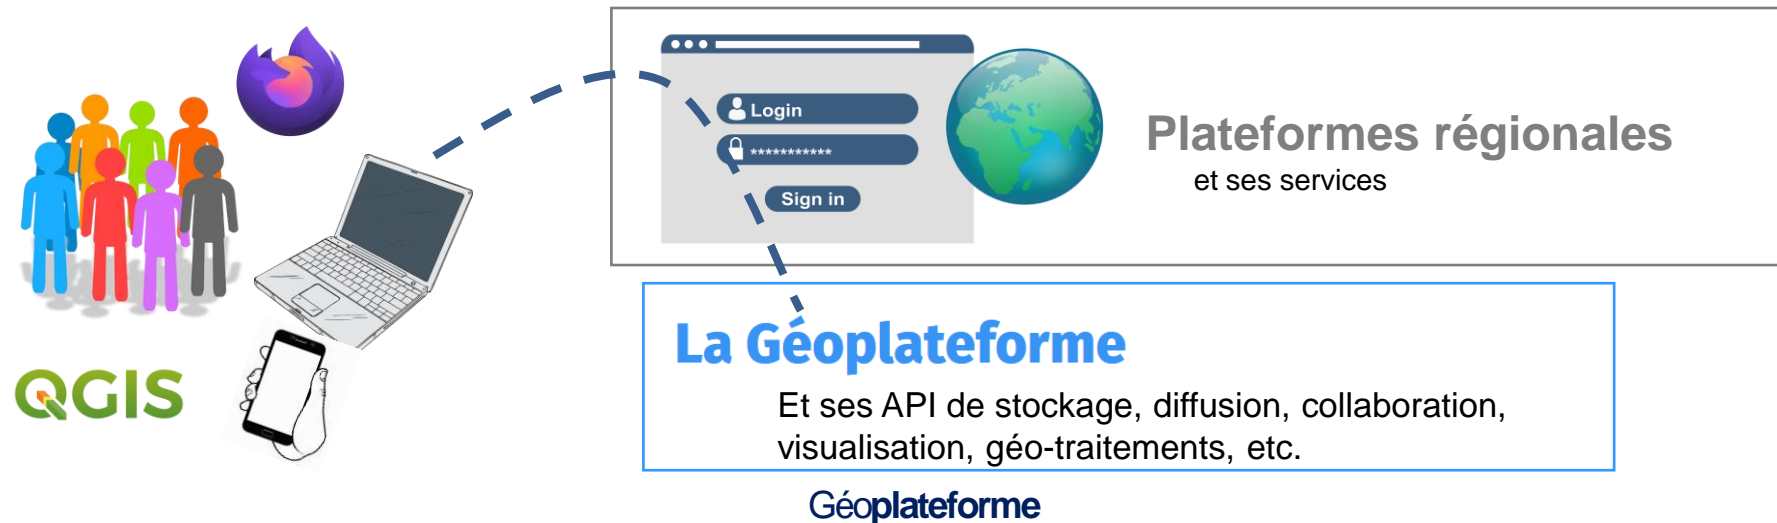 Login
***********
Sign in
Plateformes régionales
et ses services
QGIS
La Géoplateforme
Et ses API de stockage, diffusion, collaboration,
visualisation, géo-traitements, etc.
Géoplateforme